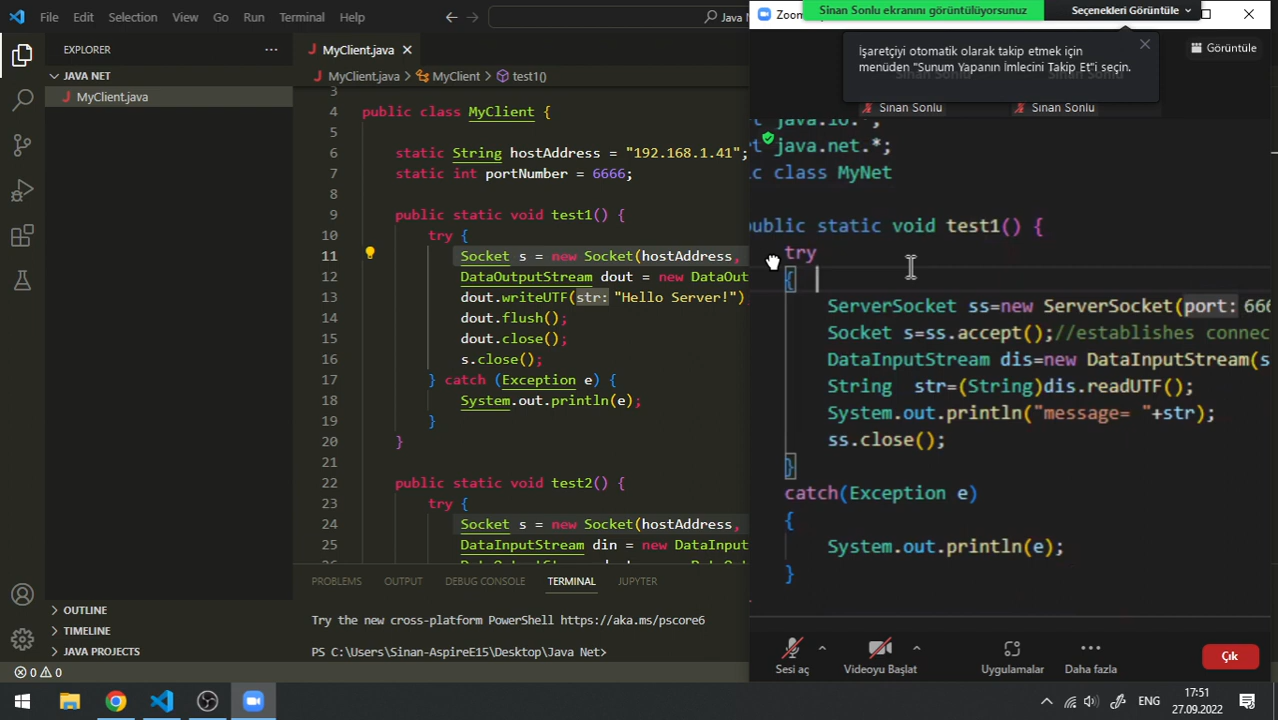 File Edit Selection View Go Run Terminal Help
Java N
EXPLORER
JAVA NET
MyClient.java
OUTLINE
TIMELINE
JAVA PROJECTS
MyClient.java
MyClient.java > MyClient > test1()
3
4 public class MyClient {
5
6 static String hostAddress = "192.168.1.41";
7 static int portNumber = 6666;
8
9 public static void test1() {
10 try {
11 Socket s = new Socket(hostAddress,
12 DataOutputStream dout = new DataOut
13 dout.writeUTF(str: "Hello Server!")
14 dout.flush();
15 dout.close();
16 s.close();
17 } catch (Exception e) {
18 System.out.println(e);
19 }
20 }
21
22 public static void test2() {
23 try {
24 Socket s = new Socket(hostAddress,
25 DataInputStream din = new DataInput
PROBLEMS OUTPUT DEBUG CONSOLE TERMINAL JUPYTER
Try the new cross-platform PowerShell https://aka.ms/pscore6
PS C:\Users\Sinan-AspireE15\Desktop\Java Net>
0 0
Zoom
Sinan Sonlu ekranını görüntülüyorsunuz
Seçenekleri Görüntüle
İşaretçiyi otomatik olarak takip etmek için
menüden "Sunum Yapanın İmlecini Takip Et"i seçin.
Görüntüle
Sinan Sonlu Sinan Sonlu
Sinan Sonlu Sinan Sonlu
java.io.*;
java.net.*;
class MyNet
public static void test1() {
try
{
ServerSocket ss=new ServerSocket(port: 666
Socket s=ss.accept();//establishes connec
DataInputStream dis=new DataInputStream(s
String str=(String)dis.readUTF();
System.out.println("message= "+str);
ss.close();
}
catch(Exception e)
{
System.out.println(e);
}
Sesi aç Videoyu Başlat Uygulamalar Daha fazla Çık
ENG
17:51
27.09.2022